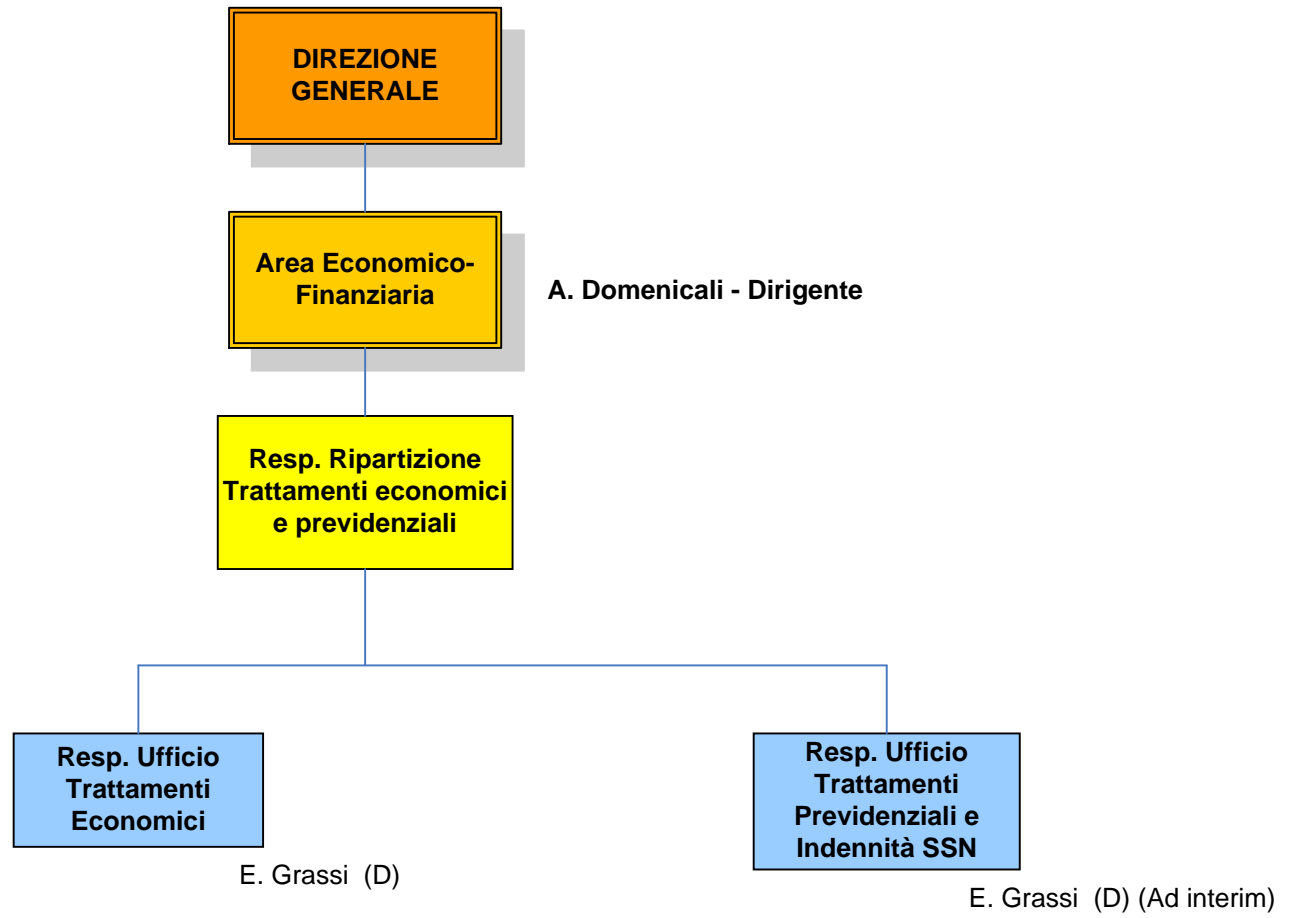 DIREZIONE
GENERALE
Area Economico-
Finanziaria
A. Domenicali - Dirigente
Resp. Ripartizione
Trattamenti economici
e previdenziali
Resp. Ufficio
Trattamenti
Economici
E. Grassi (D)
Resp. Ufficio
Trattamenti
Previdenziali e
Indennità SSN
E. Grassi (D) (Ad interim)